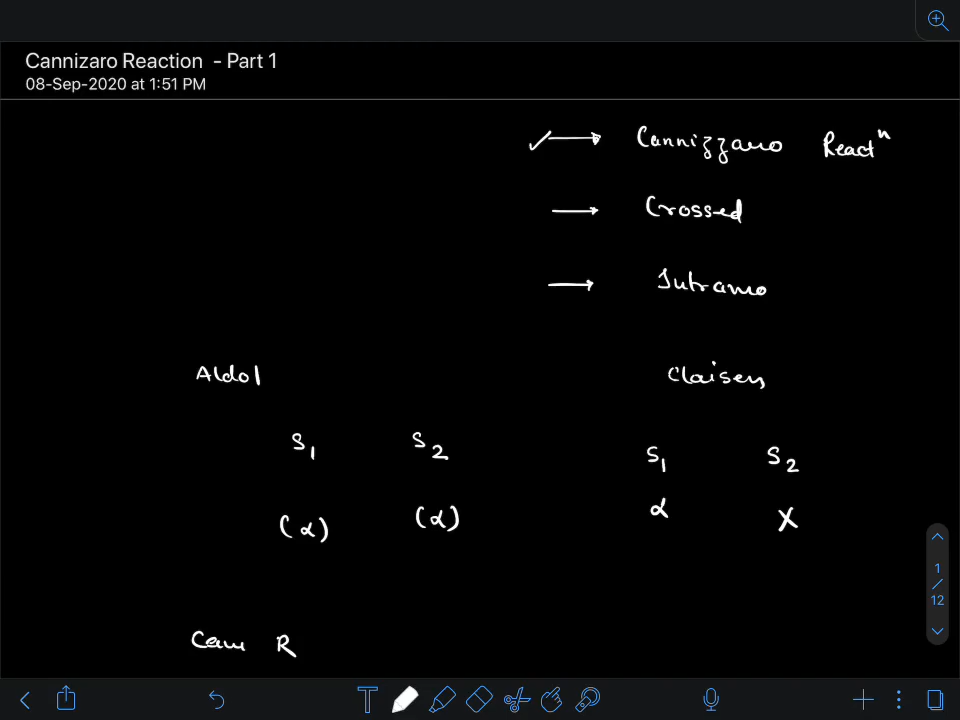 Cannizaro Reaction - Part 1
08-Sep-2020 at 1:51 PM
✓→ Cannizzaro Reactⁿ
→ Crossed
→ Intramo
Aldol Claisen
S₁ S₂ S₁ S₂
(α) (α) α X
Cann R
1
/
12
T